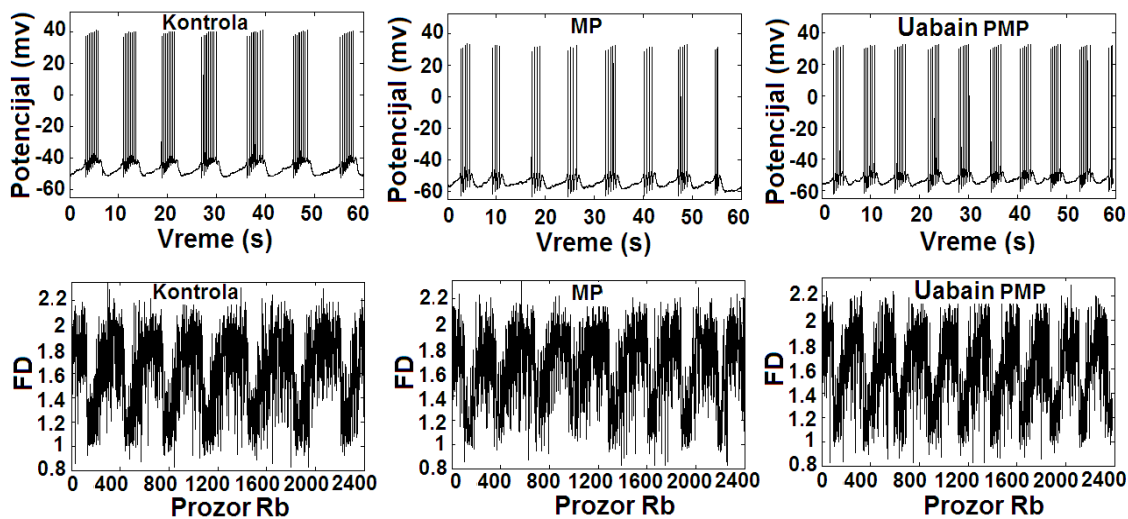 Kontrola
Potencijal (mv)
40
20
0
-20
-40
-60
0 10 20 30 40 50 60
Vreme (s)
MP
Potencijal (mv)
40
20
0
-20
-40
-60
0 10 20 30 40 50 60
Vreme (s)
Uabain PMP
Potencijal (mv)
40
20
0
-20
-40
-60
0 10 20 30 40 50 60
Vreme (s)
Kontrola
FD
2.2
2
1.8
1.6
1.4
1.2
1
0.8
0 400 800 1200 1600 2000 2400
Prozor Rb
MP
FD
2.2
2
1.8
1.6
1.4
1.2
1
0.8
0 400 800 1200 1600 2000 2400
Prozor Rb
Uabain PMP
FD
2.2
2
1.8
1.6
1.4
1.2
1
0.8
0 400 800 1200 1600 2000 2400
Prozor Rb